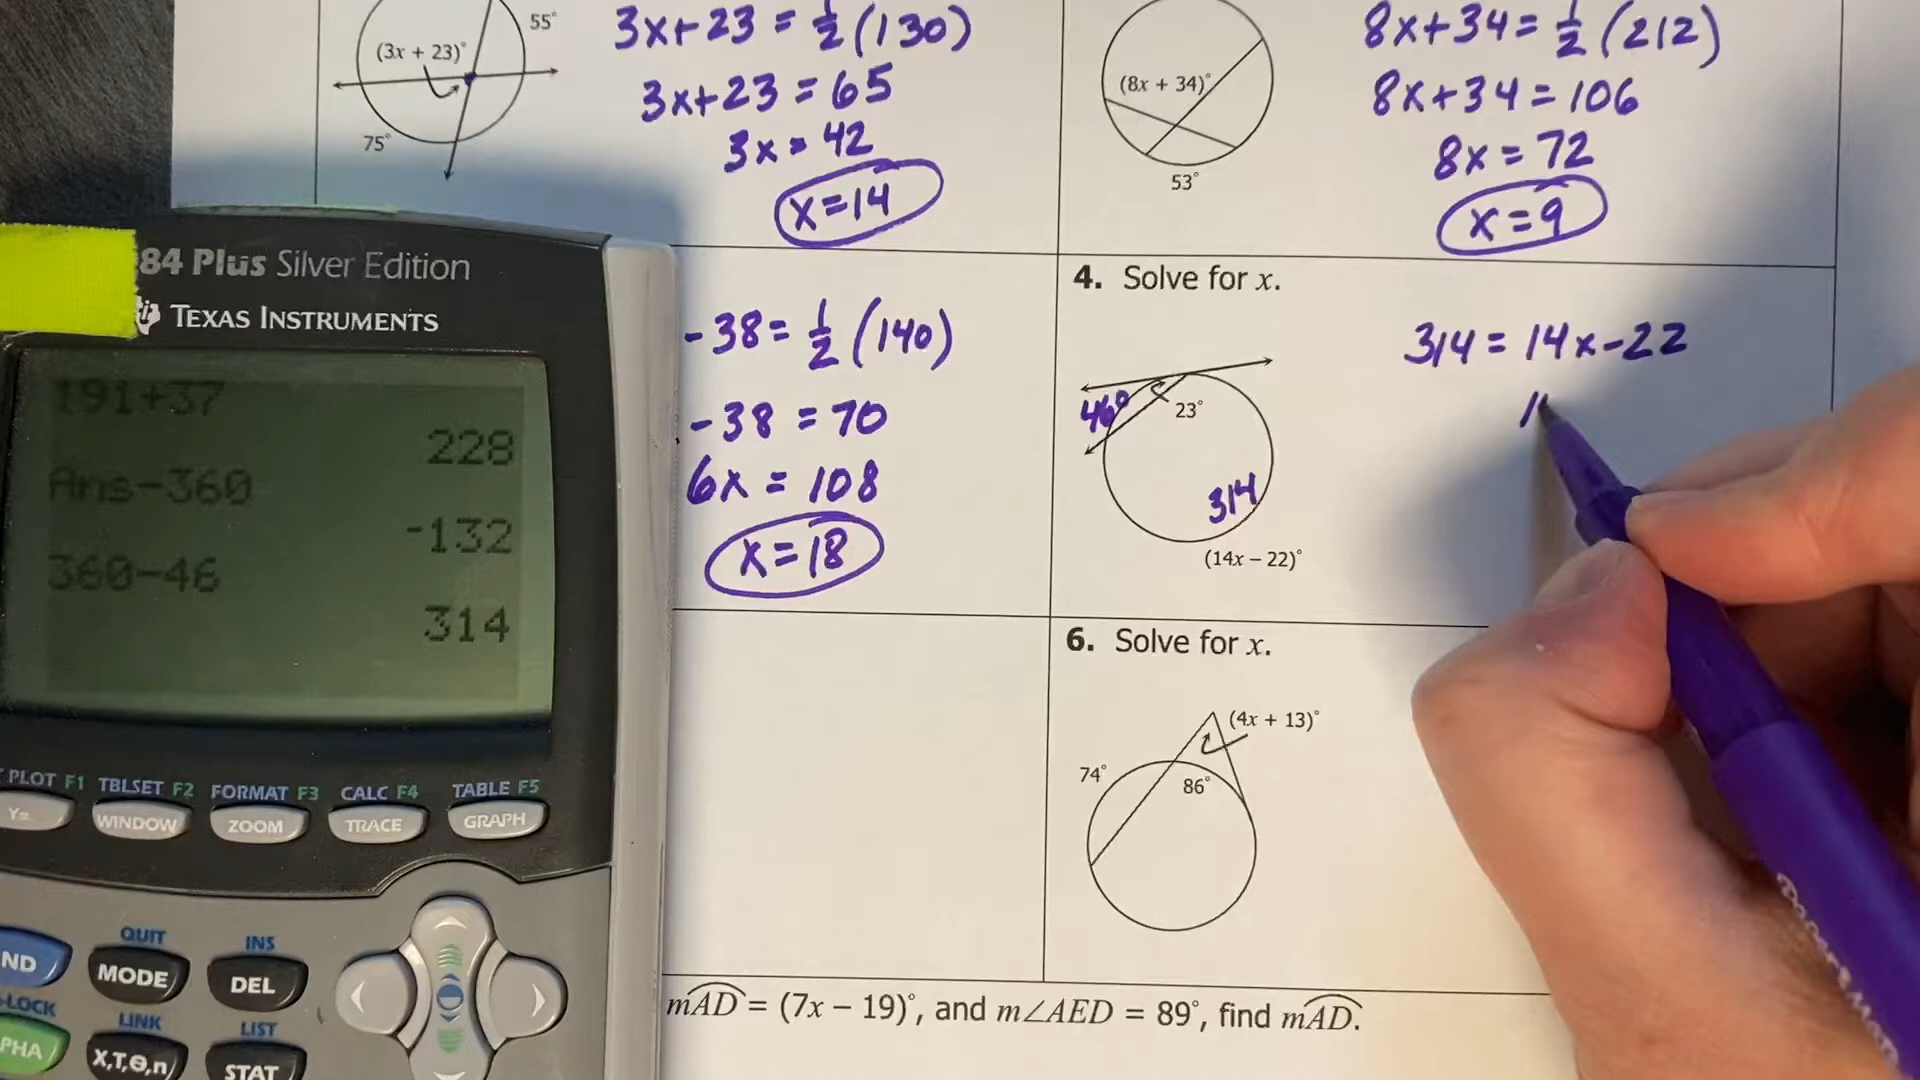 55°
(3x + 23)°
75°
3x+23 = 1/2 (130)
3x+23 = 65
3x = 42
x=14
(8x + 34)°
53°
8x+34 = 1/2 (212)
8x+34 = 106
8x = 72
x=9
84 Plus Silver Edition
TEXAS INSTRUMENTS
191+37
228
Ans-360
-132
360-46
314
PLOT F1 TBLSET F2 FORMAT F3 CALC F4 TABLE F5
Y= WINDOW ZOOM TRACE GRAPH
QUIT INS
ND MODE DEL
-LOCK LINK LIST
PHA X,T,Θ,n STAT
-38 = 1/2 (140)
-38 = 70
6x = 108
x=18
4. Solve for x.
46°
23°
314
(14x – 22)°
314 = 14x-22
6. Solve for x.
(4x + 13)°
74°
86°
mAD = (7x – 19)°, and m∠AED = 89°, find mAD.